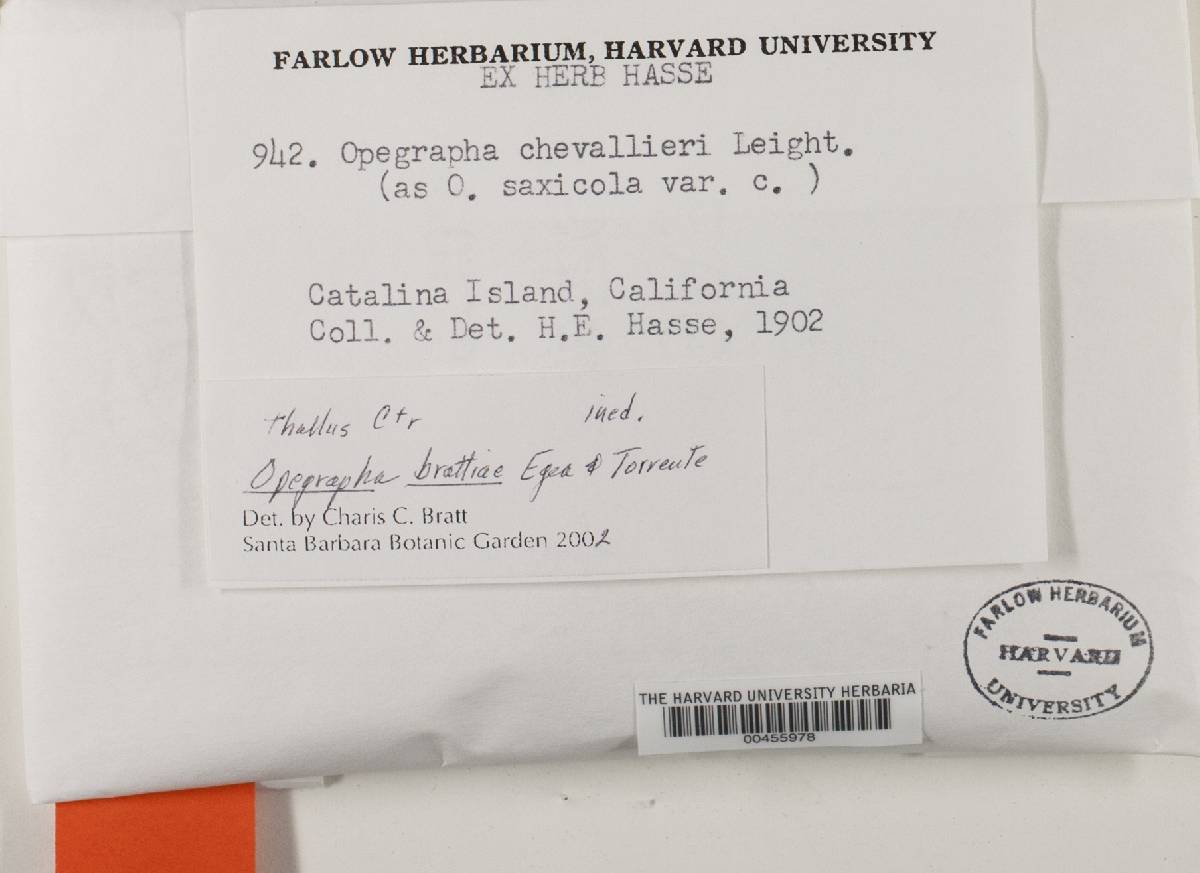 FARLOW HERBARIUM, HARVARD UNIVERSITY
EX HERB HASSE
942. Opegrapha chevallieri Leight.
(as O. saxicola var. c. )
Catalina Island, California
Coll. & Det. H.E. Hasse, 1902
thallus C+r ined.
Opegrapha brattiae Egea & Torrente
Det. by Charis C. Bratt
Santa Barbara Botanic Garden 2002
FARLOW HERBARIUM
HARVARD
UNIVERSITY
THE HARVARD UNIVERSITY HERBARIA
00455978